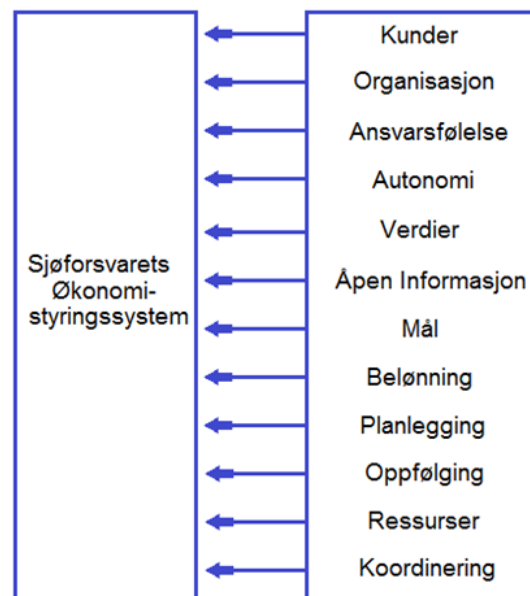 Sjøforsvarets
Økonomi-
styringssystem
Kunder
Organisasjon
Ansvarsfølelse
Autonomi
Verdier
Åpen Informasjon
Mål
Belønning
Planlegging
Oppfølging
Ressurser
Koordinering